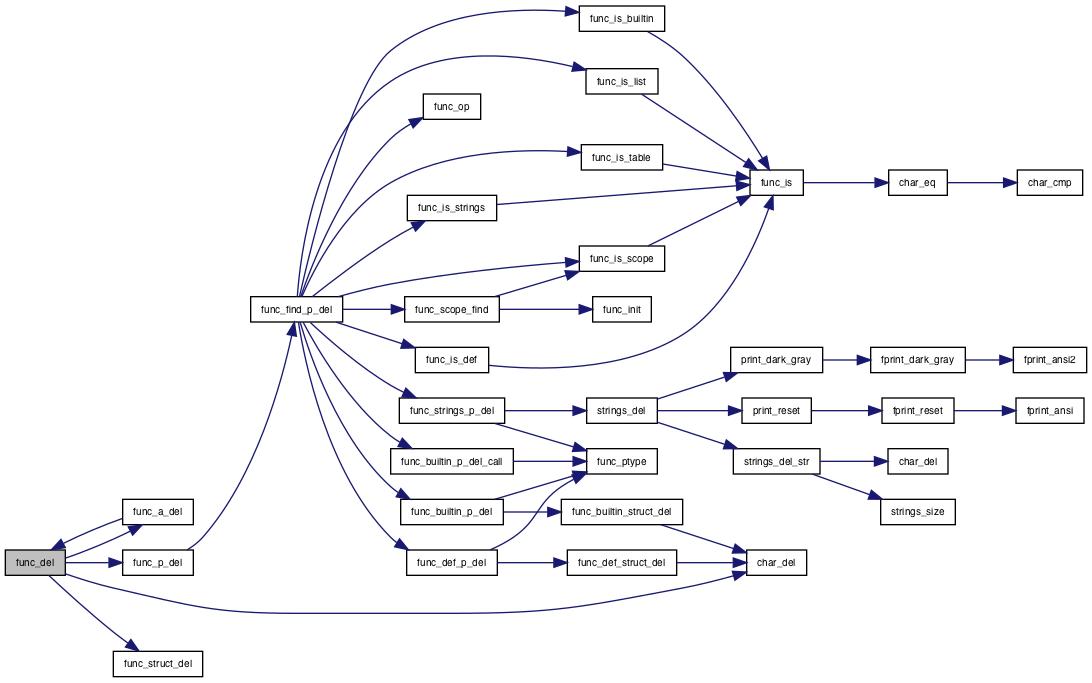 func_is_builtin
func_is_list
func_op
func_is_table
func_is
char_eq
char_cmp
func_is_strings
func_is_scope
func_find_p_del
func_scope_find
func_init
func_is_def
print_dark_gray
fprint_dark_gray
fprint_ansi2
func_strings_p_del
strings_del
print_reset
fprint_reset
fprint_ansi
func_builtin_p_del_call
func_ptype
strings_del_str
char_del
func_a_del
func_builtin_p_del
func_builtin_struct_del
strings_size
func_del
func_p_del
func_def_p_del
func_def_struct_del
char_del
func_struct_del